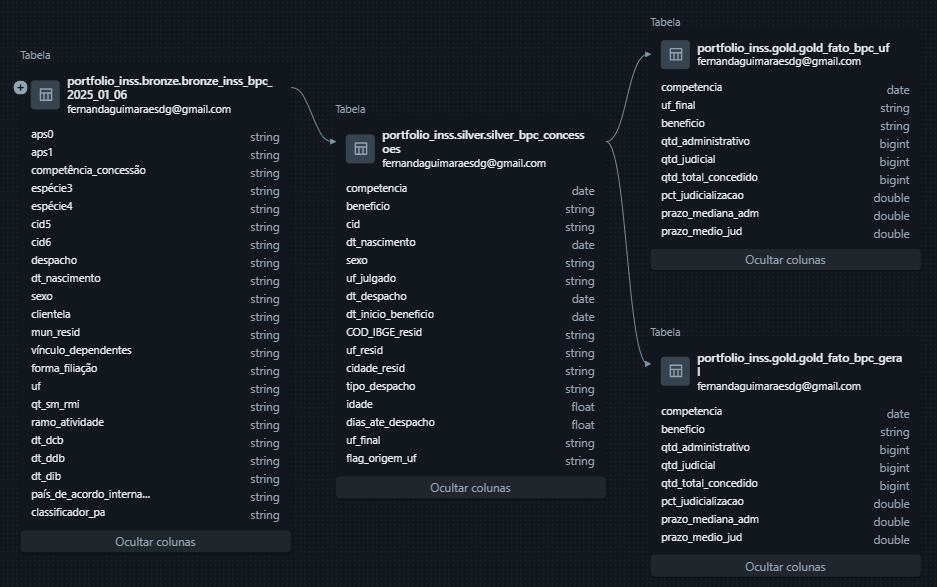 Tabela
portfolio_inss.bronze.bronze_inss_bpc_
2025_01_06
fernandaguimaraesdg@gmail.com
aps0 string
aps1 string
competência_concessão string
espécie3 string
espécie4 string
cid5 string
cid6 string
despacho string
dt_nascimento string
sexo string
clientela string
mun_resid string
vínculo_dependentes string
forma_filiação string
uf string
qt_sm_rmi string
ramo_atividade string
dt_dcb string
dt_ddb string
dt_dib string
país_de_acordo_interna... string
classificador_pa string
Ocultar colunas
Tabela
portfolio_inss.silver.silver_bpc_concess
oes
fernandaguimaraesdg@gmail.com
competencia date
beneficio string
cid string
dt_nascimento date
sexo string
uf_julgado string
dt_despacho date
dt_inicio_beneficio date
COD_IBGE_resid string
uf_resid string
cidade_resid string
tipo_despacho string
idade float
dias_ate_despacho float
uf_final string
flag_origem_uf string
Ocultar colunas
Tabela
portfolio_inss.gold.gold_fato_bpc_uf
fernandaguimaraesdg@gmail.com
competencia date
uf_final string
beneficio string
qtd_administrativo bigint
qtd_judicial bigint
qtd_total_concedido bigint
pct_judicializacao double
prazo_mediana_adm double
prazo_medio_jud double
Ocultar colunas
Tabela
portfolio_inss.gold.gold_fato_bpc_gera
l
fernandaguimaraesdg@gmail.com
competencia date
beneficio string
qtd_administrativo bigint
qtd_judicial bigint
qtd_total_concedido bigint
pct_judicializacao double
prazo_mediana_adm double
prazo_medio_jud double
Ocultar colunas